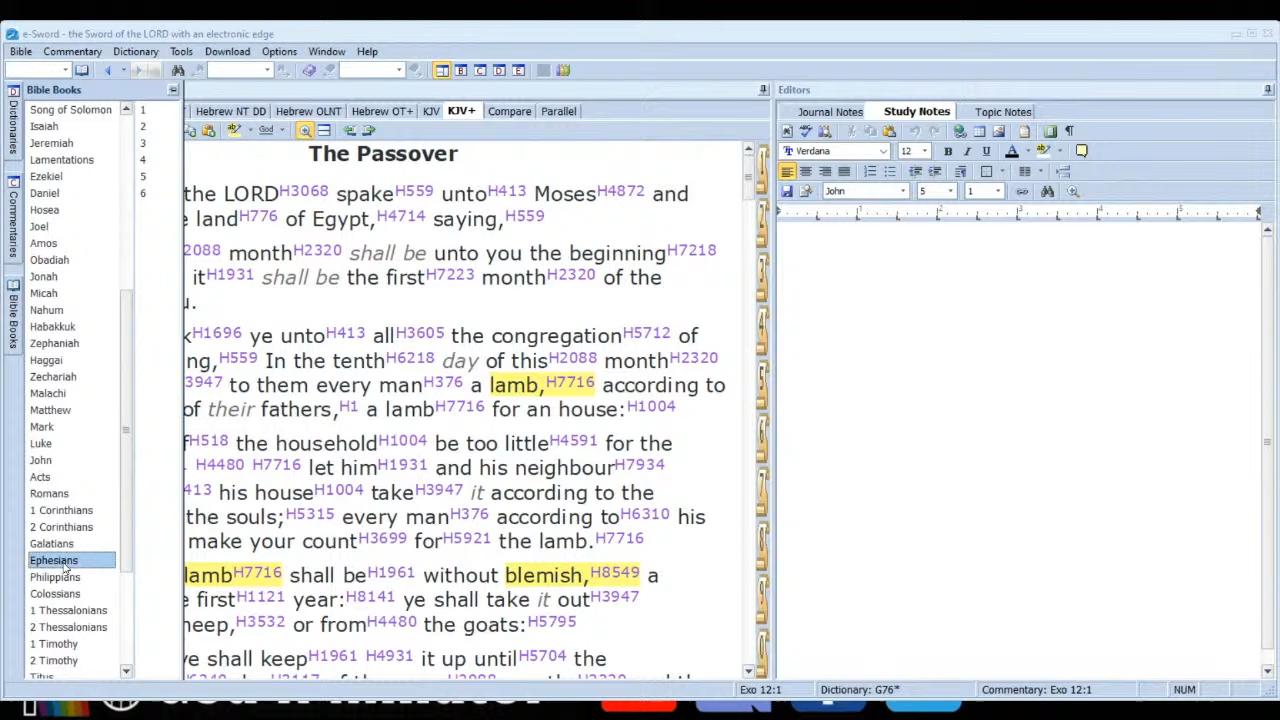 e-Sword - the Sword of the LORD with an electronic edge
Bible Commentary Dictionary Tools Download Options Window Help
B C D E
Bible Books
Dictionaries
Commentaries
Bible Books
Song of Solomon
Isaiah
Jeremiah
Lamentations
Ezekiel
Daniel
Hosea
Joel
Amos
Obadiah
Jonah
Micah
Nahum
Habakkuk
Zephaniah
Haggai
Zechariah
Malachi
Matthew
Mark
Luke
John
Acts
Romans
1 Corinthians
2 Corinthians
Galatians
Ephesians
Philippians
Colossians
1 Thessalonians
2 Thessalonians
1 Timothy
2 Timothy
Titus
1
2
3
4
5
6
Hebrew NT DD Hebrew OLNT Hebrew OT+ KJV KJV+ Compare Parallel
God
The Passover
the LORDH3068 spakeH559 untoH413 MosesH4872 and
landH776 of Egypt,H4714 saying,H559
2088 monthH2320 shall be unto you the beginningH7218
itH1931 shall be the firstH7223 monthH2320 of the
H1696 ye untoH413 allH3605 the congregationH5712 of
ng,H559 In the tenthH6218 day of thisH2088 monthH2320
3947 to them every manH376 a lamb,H7716 according to
of their fathers,H1 a lambH7716 for an house:H1004
H518 the householdH1004 be too littleH4591 for the
H4480 H7716 let himH1931 and his neighbourH7934
413 his houseH1004 takeH3947 it according to the
the souls;H5315 every manH376 according toH6310 his
make your countH3699 forH5921 the lamb.H7716
lambH7716 shall beH1961 without blemish,H8549 a
firstH1121 year:H8141 ye shall take it outH3947
heep,H3532 or fromH4480 the goats:H5795
ye shall keepH1961 H4931 it up untilH5704 the
Editors
Journal Notes Study Notes Topic Notes
Verdana 12 B I U A
John 5 1
1 2 3 4 5
Exo 12:1 Dictionary: G76* Commentary: Exo 12:1 NUM